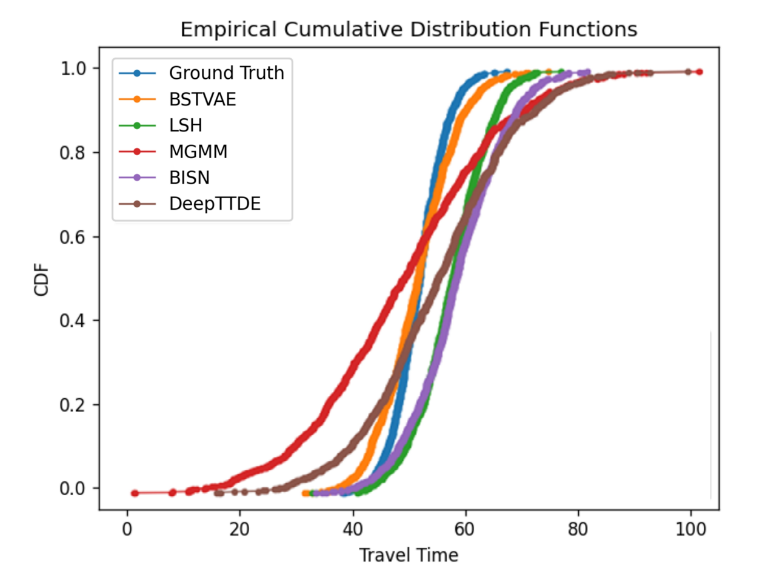 Empirical Cumulative Distribution Functions
1.0
0.8
0.6
0.4
0.2
0.0
CDF
Ground Truth
BSTVAE
LSH
MGMM
BISN
DeepTTDE
0 20 40 60 80 100
Travel Time